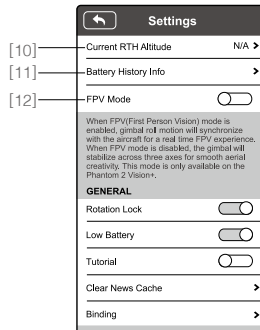 Settings
[10] Current RTH Altitude N/A >
[11] Battery History Info >
[12] FPV Mode
When FPV(First Person Vision) mode is
enabled, gimbal roll motion will synchronize
with the aircraft for a real time FPV experience.
When FPV mode is disabled, the gimbal will
stabilize across three axes for smooth aerial
creativity. This mode is only available on the
Phantom 2 Vision+.
GENERAL
Rotation Lock
Low Battery
Tutorial
Clear News Cache >
Binding >